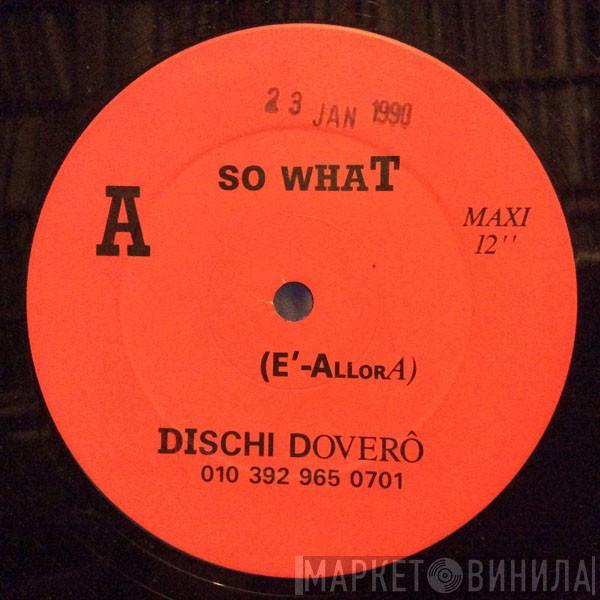 23 JAN 1990
SO WHAT
A
MAXI
12''
(E'-ALLORA)
DISCHI DOVERÔ
010 392 965 0701
МАРКЕТ ВИНИЛА